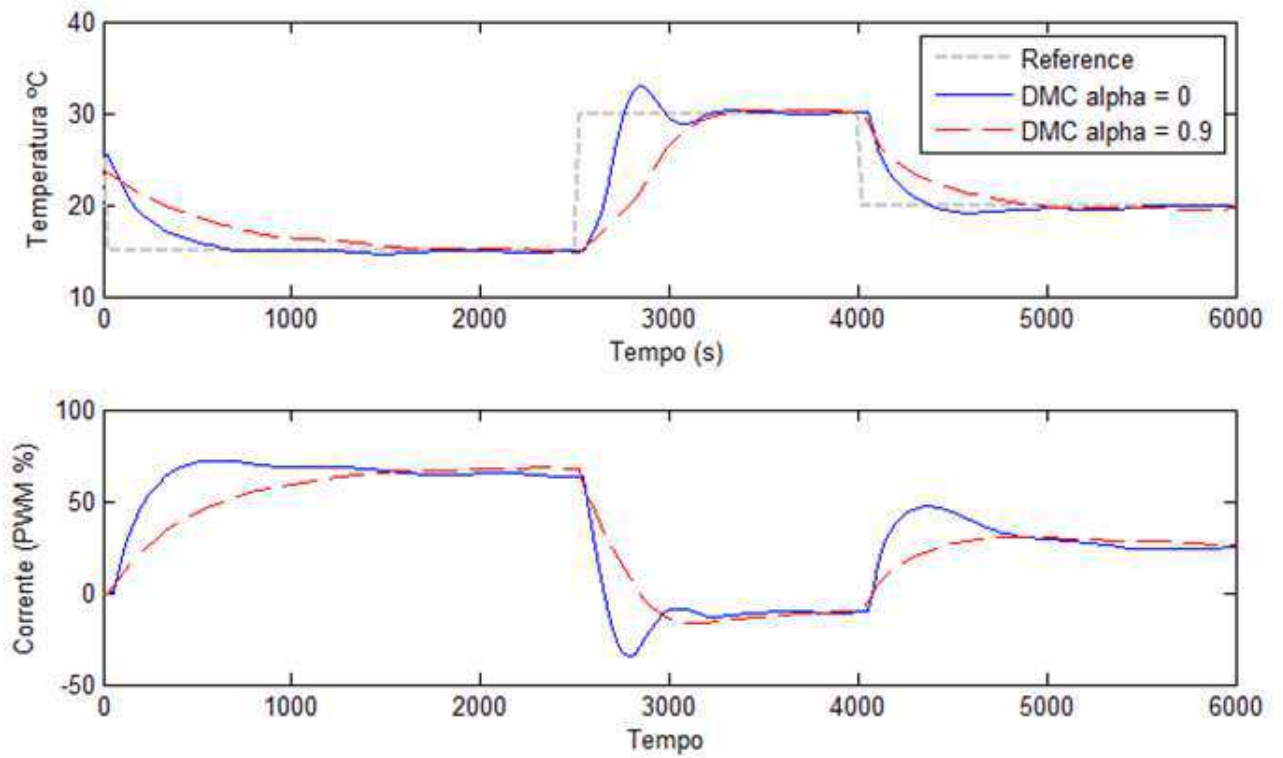 40
30
20
10
Temperatura ºC
Reference
DMC alpha = 0
DMC alpha = 0.9
0 1000 2000 3000 4000 5000 6000
Tempo (s)
100
50
0
-50
Corrente (PWM %)
0 1000 2000 3000 4000 5000 6000
Tempo